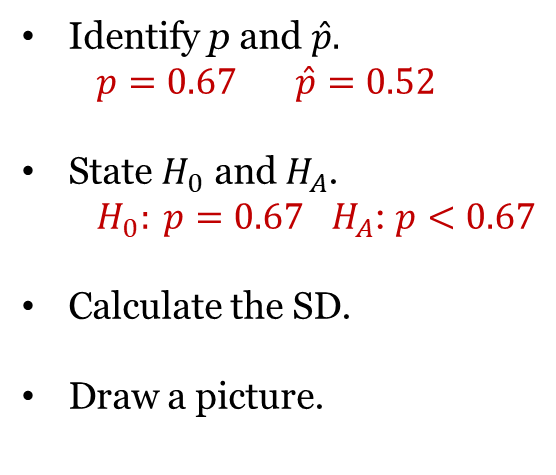 • Identify p and p̂.
p = 0.67 p̂ = 0.52
• State H₀ and H_A.
H₀: p = 0.67 H_A: p < 0.67
• Calculate the SD.
• Draw a picture.